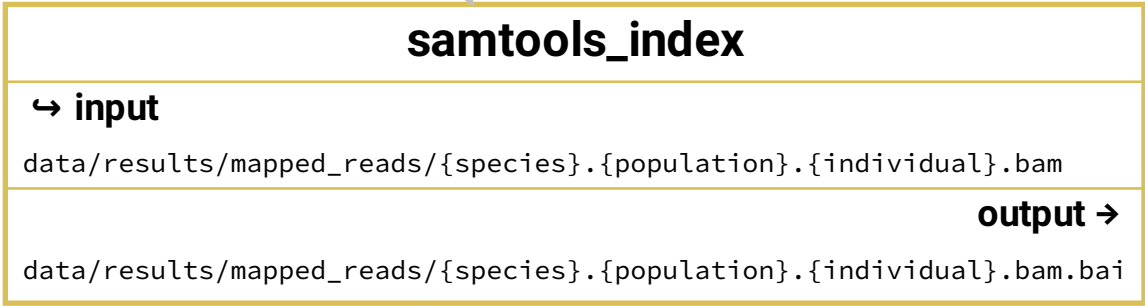 samtools_index
↪ input
data/results/mapped_reads/{species}.{population}.{individual}.bam
output →
data/results/mapped_reads/{species}.{population}.{individual}.bam.bai